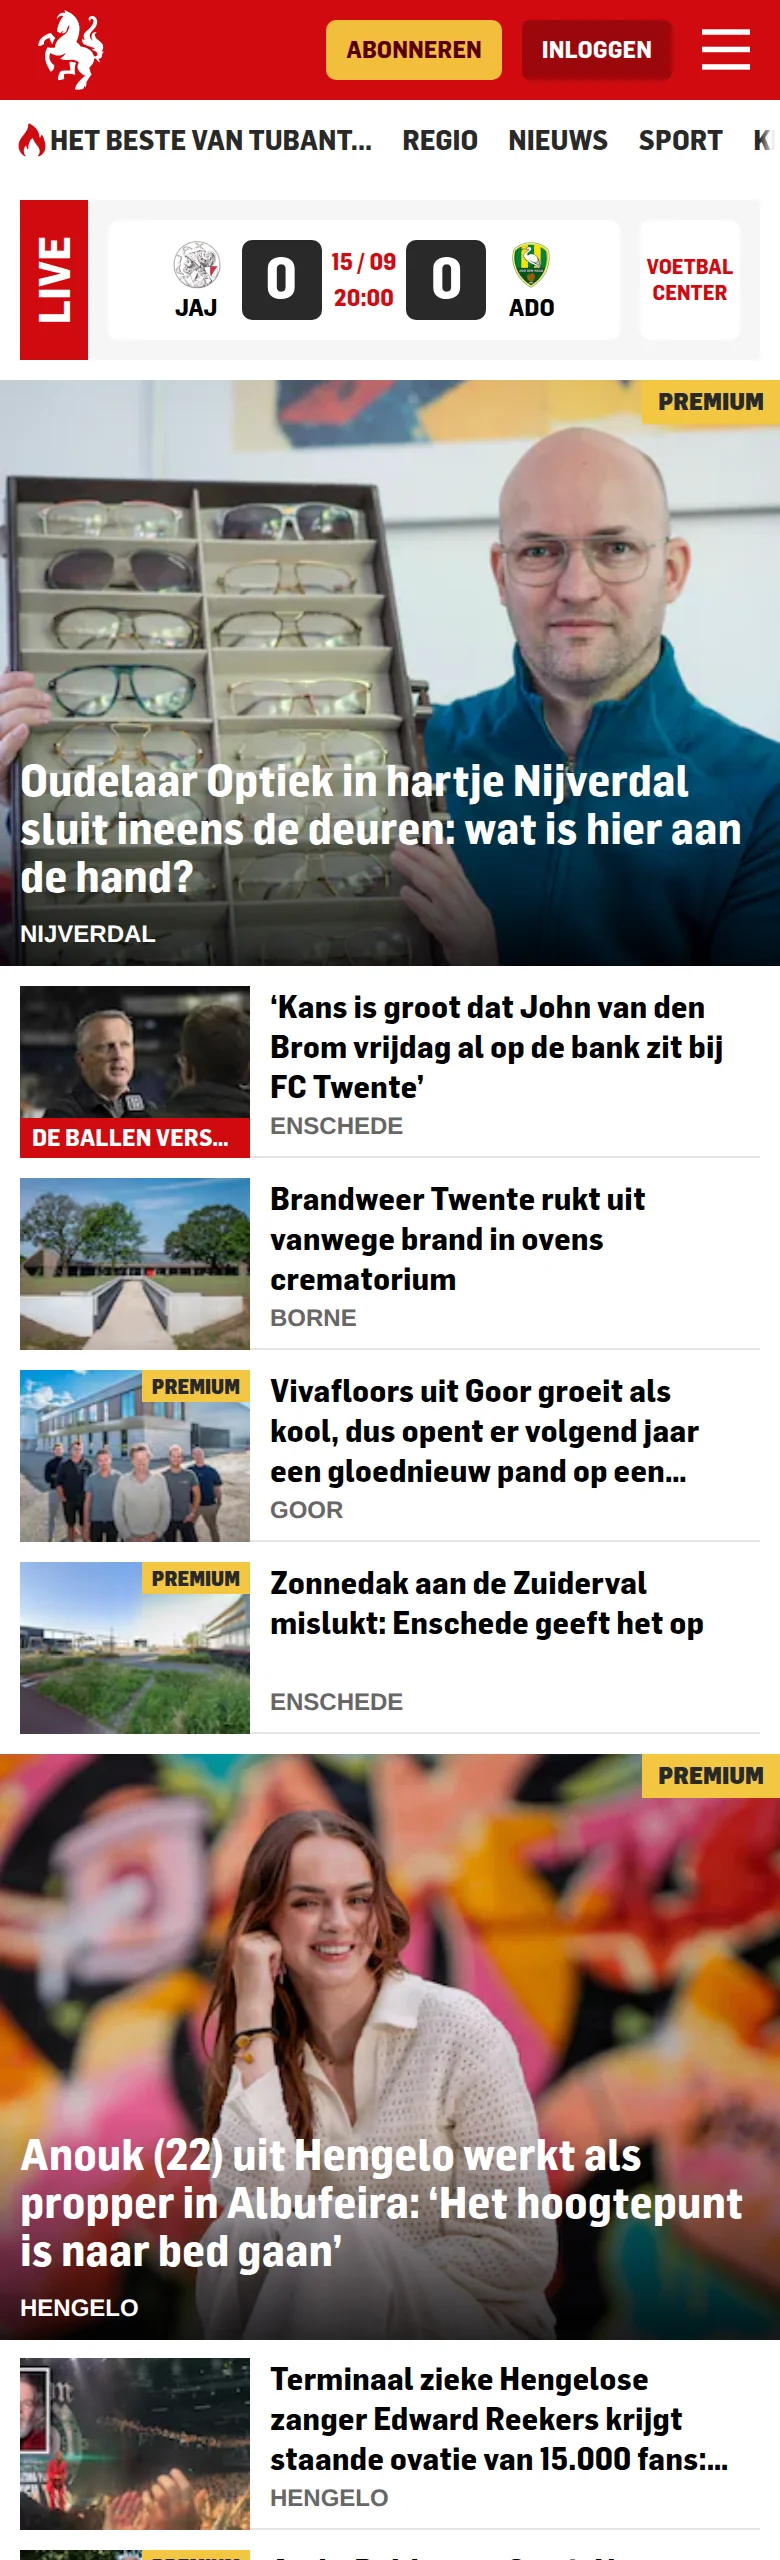 ABONNEREN
INLOGGEN
HET BESTE VAN TUBANT...
REGIO
NIEUWS
SPORT
LIVE
JAJ
0
15 / 09
20:00
0
ADO
VOETBAL
CENTER
PREMIUM
Oudelaar Optiek in hartje Nijverdal
sluit ineens de deuren: wat is hier aan
de hand?
NIJVERDAL
‘Kans is groot dat John van den
Brom vrijdag al op de bank zit bij
FC Twente’
DE BALLEN VERS...
ENSCHEDE
Brandweer Twente rukt uit
vanwege brand in ovens
crematorium
BORNE
PREMIUM
Vivafloors uit Goor groeit als
kool, dus opent er volgend jaar
een gloednieuw pand op een...
GOOR
PREMIUM
Zonnedak aan de Zuiderval
mislukt: Enschede geeft het op
ENSCHEDE
PREMIUM
Anouk (22) uit Hengelo werkt als
propper in Albufeira: ‘Het hoogtepunt
is naar bed gaan’
HENGELO
Terminaal zieke Hengelose
zanger Edward Reekers krijgt
staande ovatie van 15.000 fans:...
HENGELO